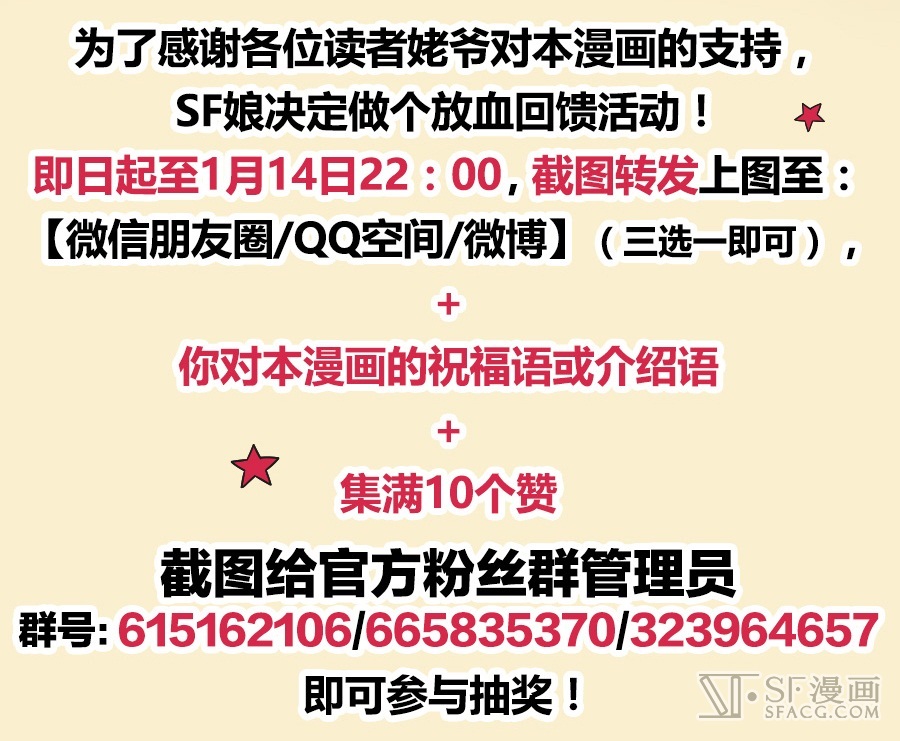 为了感谢各位读者姥爷对本漫画的支持，
SF娘决定做个放血回馈活动！
即日起至1月14日22：00, 截图转发上图至：
【微信朋友圈/QQ空间/微博】（三选一即可），
+
你对本漫画的祝福语或介绍语
+
集满10个赞
截图给官方粉丝群管理员
群号: 615162106/665835370/323964657
即可参与抽奖！
SF漫画
SFACG.COM